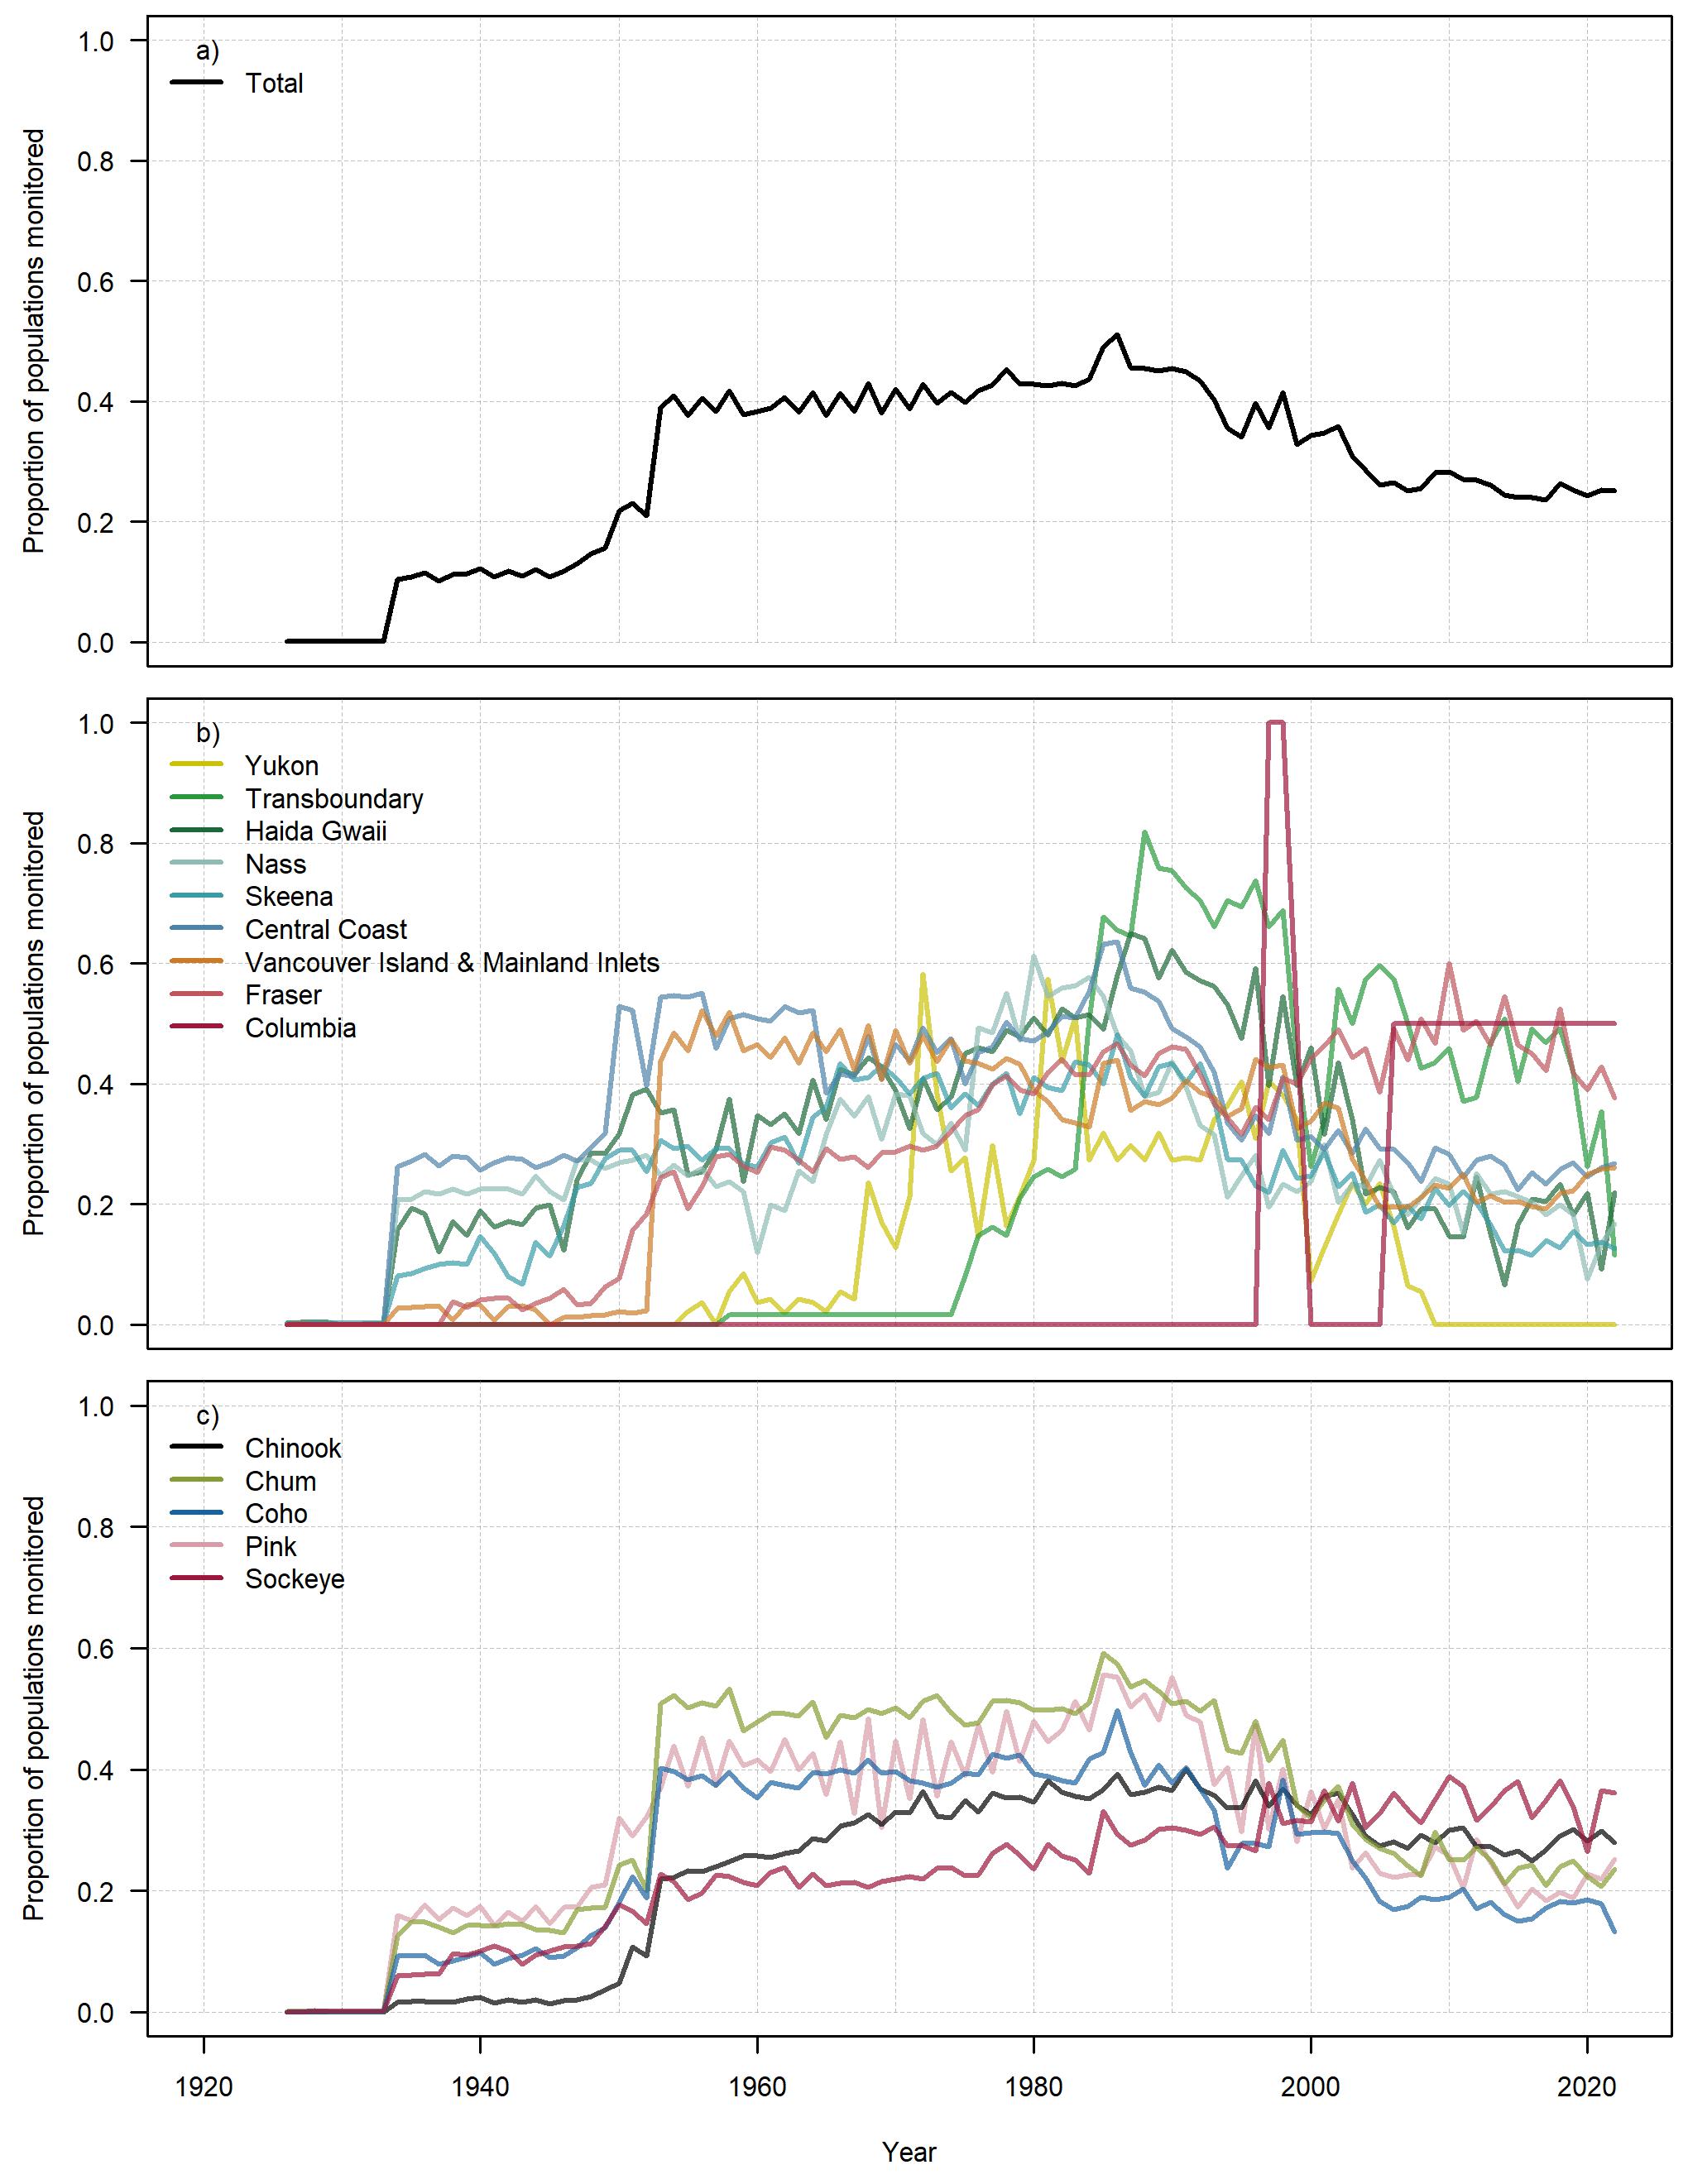 a)
Total
1.0
0.8
0.6
0.4
0.2
0.0
Proportion of populations monitored
b)
Yukon
Transboundary
Haida Gwaii
Nass
Skeena
Central Coast
Vancouver Island & Mainland Inlets
Fraser
Columbia
1.0
0.8
0.6
0.4
0.2
0.0
Proportion of populations monitored
c)
Chinook
Chum
Coho
Pink
Sockeye
1.0
0.8
0.6
0.4
0.2
0.0
Proportion of populations monitored
1920 1940 1960 1980 2000 2020
Year